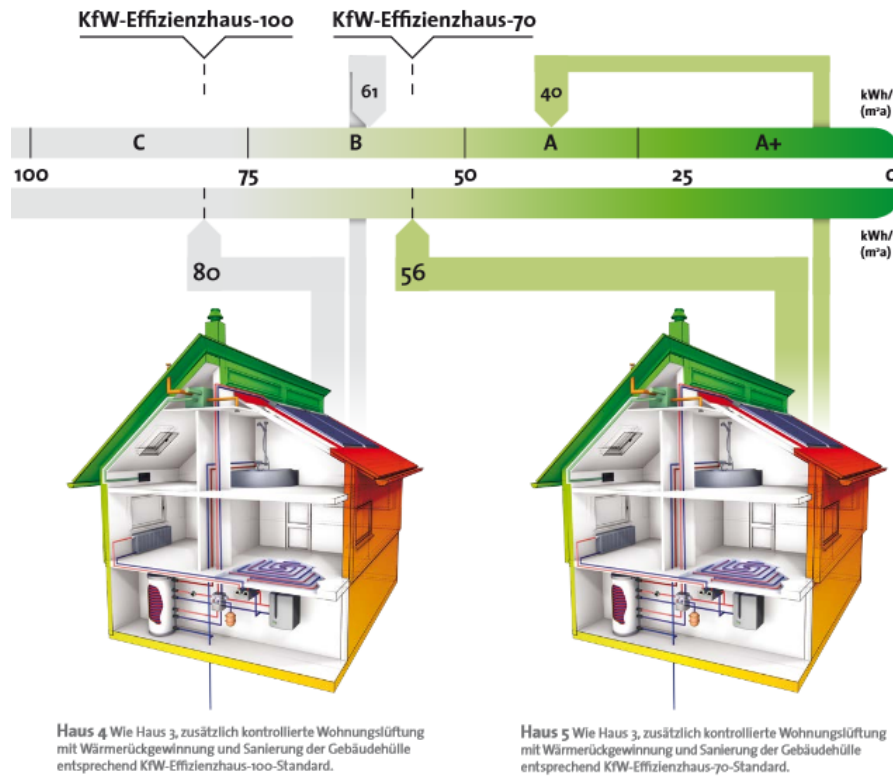 KfW-Effizienzhaus-100 KfW-Effizienzhaus-70
61 40 kWh/
(m²a)
C B A A+
100 75 50 25 0
kWh/
(m²a)
80 56
Haus 4 Wie Haus 3, zusätzlich kontrollierte Wohnungslüftung
mit Wärmerückgewinnung und Sanierung der Gebäudehülle
entsprechend KfW-Effizienzhaus-100-Standard.
Haus 5 Wie Haus 3, zusätzlich kontrollierte Wohnungslüftung
mit Wärmerückgewinnung und Sanierung der Gebäudehülle
entsprechend KfW-Effizienzhaus-70-Standard.